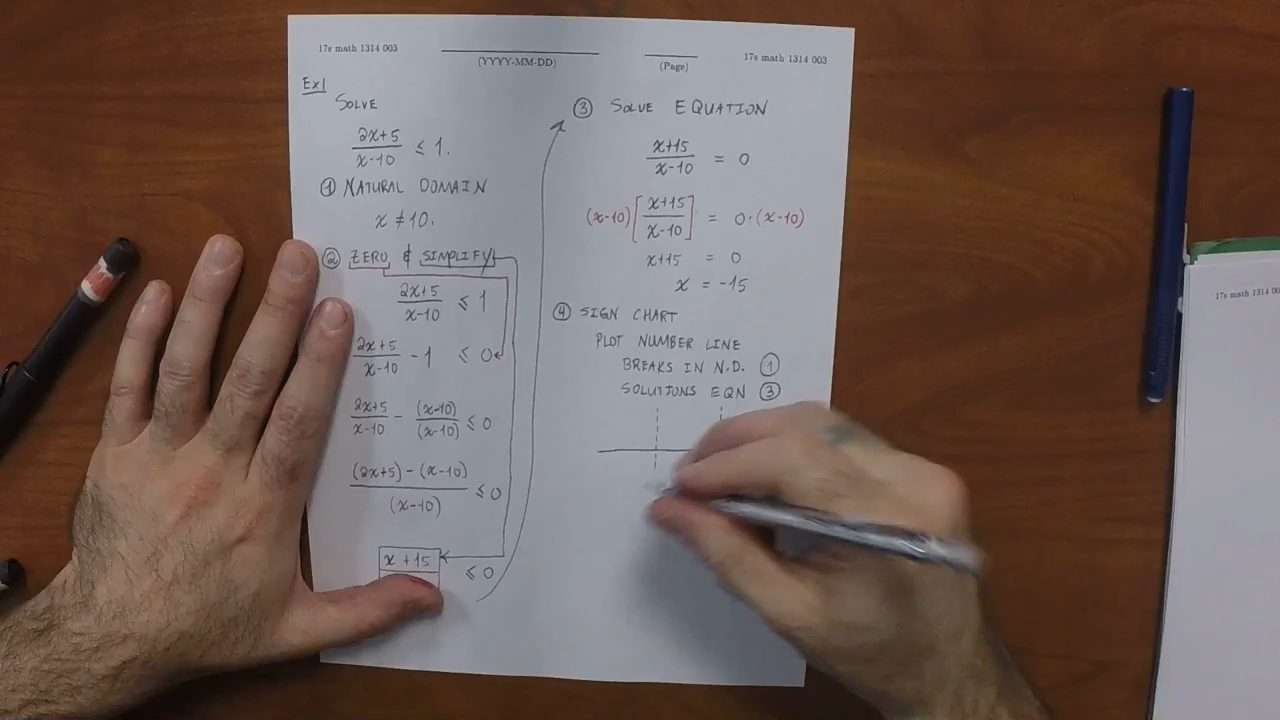 17s math 1314 003
(YYYY-MM-DD)
(Page)
17s math 1314 003
Ex1
SOLVE
2x+5
x-10
≤ 1.
① NATURAL DOMAIN
x ≠ 10.
② ZERO & SIMPLIFY
2x+5
x-10
≤ 1
2x+5
x-10
- 1 ≤ 0
2x+5
x-10
-
(x-10)
(x-10)
≤ 0
(2x+5) - (x-10)
(x-10)
≤ 0
x + 15
≤ 0
③ SOLVE EQUATION
x+15
x-10
= 0
(x-10)[
x+15
x-10
] = 0·(x-10)
x+15 = 0
x = -15
④ SIGN CHART
PLOT NUMBER LINE
BREAKS IN N.D. ①
SOLUTIONS EQN ③
17s math 1314 00